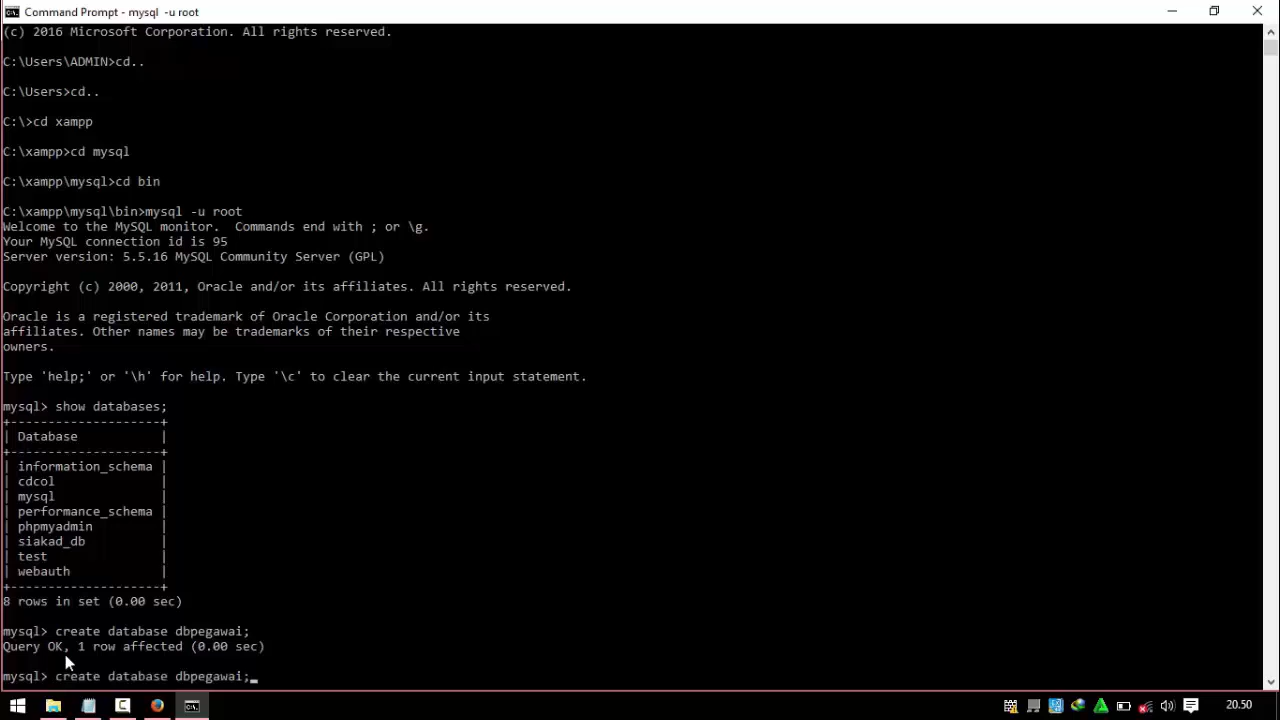 Command Prompt - mysql -u root
(c) 2016 Microsoft Corporation. All rights reserved.
C:\Users\ADMIN>cd..
C:\Users>cd..
C:\>cd xampp
C:\xampp>cd mysql
C:\xampp\mysql>cd bin
C:\xampp\mysql\bin>mysql -u root
Welcome to the MySQL monitor.  Commands end with ; or \g.
Your MySQL connection id is 95
Server version: 5.5.16 MySQL Community Server (GPL)
Copyright (c) 2000, 2011, Oracle and/or its affiliates. All rights reserved.
Oracle is a registered trademark of Oracle Corporation and/or its
affiliates. Other names may be trademarks of their respective
owners.
Type 'help;' or '\h' for help. Type '\c' to clear the current input statement.
mysql> show databases;
+--------------------+
| Database           |
+--------------------+
| information_schema |
| cdcol              |
| mysql              |
| performance_schema |
| phpmyadmin         |
| siakad_db          |
| test               |
| webauth            |
+--------------------+
8 rows in set (0.00 sec)
mysql> create database dbpegawai;
Query OK, 1 row affected (0.00 sec)
mysql> create database dbpegawai;
20.50